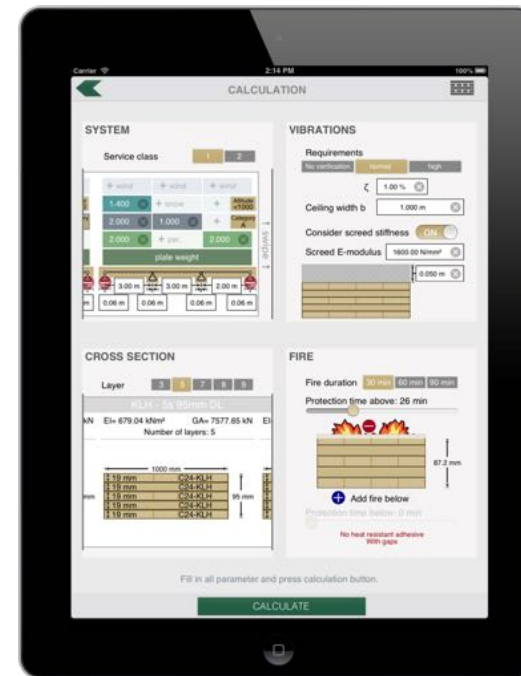 Carrier 2:14 PM 100%
CALCULATION
SYSTEM
Service class 1 2
+ wind + wind + wind
1.400 + snow + Altitude <1000
2.000 1.000 + Category A
2.000 + par... 2.000
plate weight
swipe
3.00 m 3.00 m 2.00 m
0.06 m 0.06 m 0.06 m 0.06 m
VIBRATIONS
Requirements
No verification normal high
ζ 1.00 %
Ceiling width b 1.000 m
Consider screed stiffness ON
Screed E-modulus 1600.00 N/mm²
0.050 m
CROSS SECTION
Layer 3 5 7 8 9
KLH - 5s 95mm DL
kN EI= 679.04 kNm² GA= 7577.65 kN EI
Number of layers: 5
1000 mm
19 mm C24-KLH
19 mm C24-KLH
19 mm C24-KLH
19 mm C24-KLH
19 mm C24-KLH
95 mm
FIRE
Fire duration 30 min 60 min 90 min
Protection time above: 26 min
67.2 mm
Add fire below
Protection time below: 0 min
No heat resistant adhesive
With gaps
Fill in all parameter and press calculation button.
CALCULATE